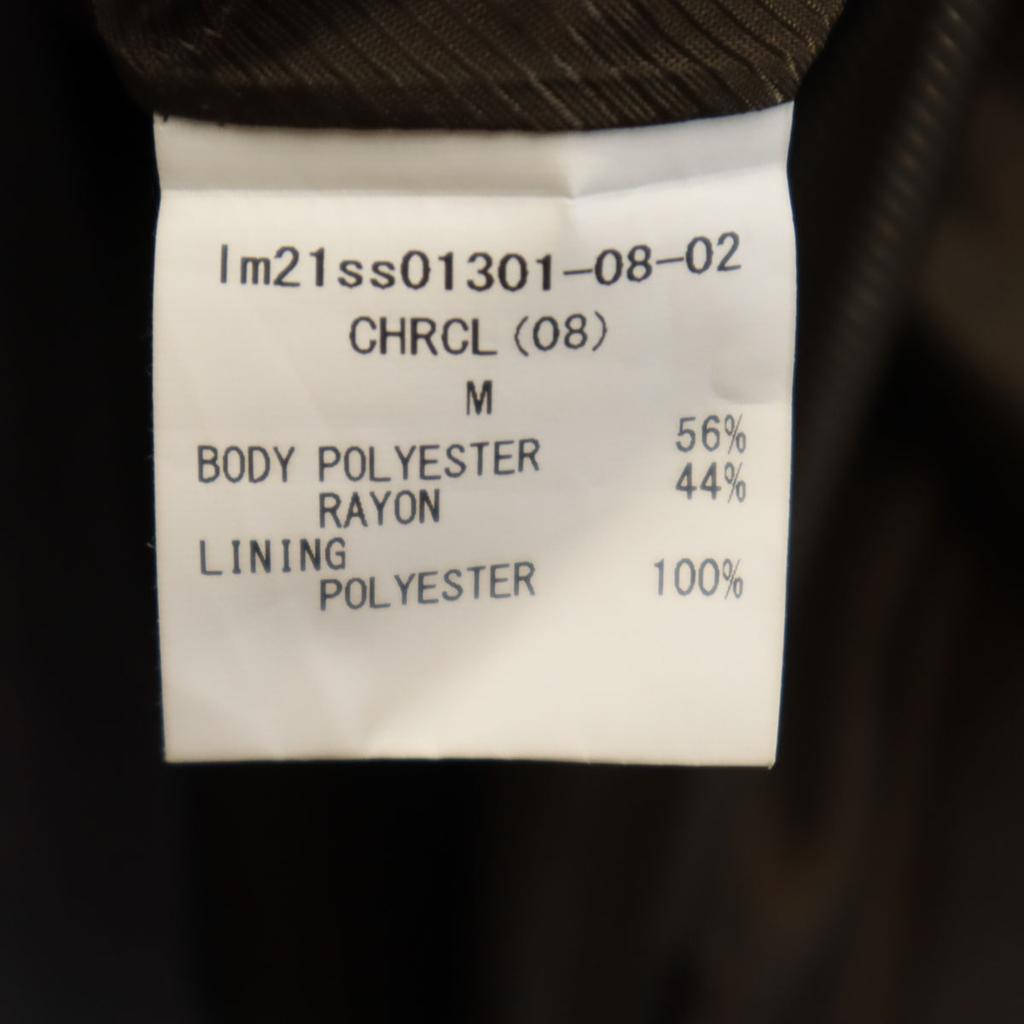 lm21ss01301-08-02
CHRCL (08)
M
BODY POLYESTER 56%
RAYON 44%
LINING
POLYESTER 100%